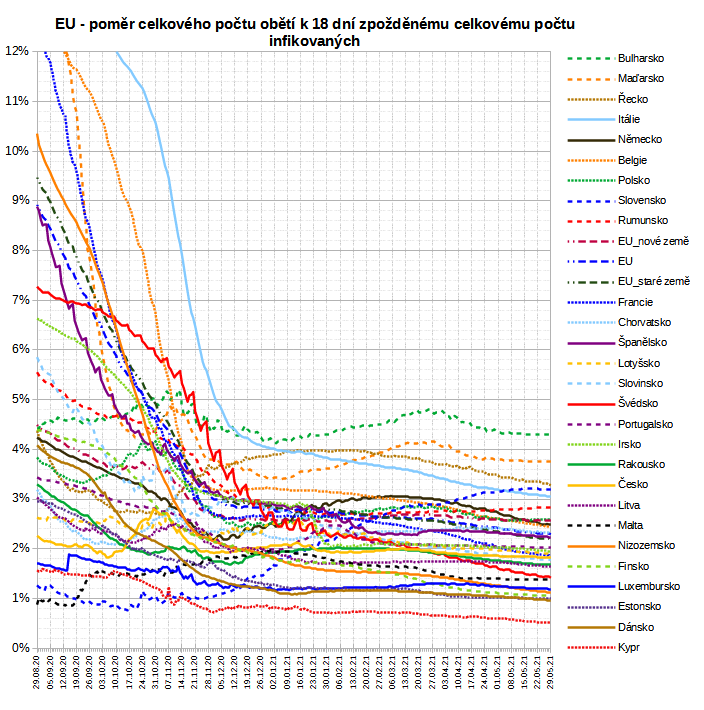 EU - poměr celkového počtu obětí k 18 dní zpožděnému celkovému počtu
infikovaných
12%
11%
10%
9%
8%
7%
6%
5%
4%
3%
2%
1%
0%
29.08.20
05.09.20
12.09.20
19.09.20
26.09.20
03.10.20
10.10.20
17.10.20
24.10.20
31.10.20
07.11.20
14.11.20
21.11.20
28.11.20
05.12.20
12.12.20
19.12.20
26.12.20
02.01.21
09.01.21
16.01.21
23.01.21
30.01.21
06.02.21
13.02.21
20.02.21
27.02.21
06.03.21
13.03.21
20.03.21
27.03.21
03.04.21
10.04.21
17.04.21
24.04.21
01.05.21
08.05.21
15.05.21
22.05.21
29.05.21
Bulharsko
Maďarsko
Řecko
Itálie
Německo
Belgie
Polsko
Slovensko
Rumunsko
EU_nové země
EU
EU_staré země
Francie
Chorvatsko
Španělsko
Lotyšsko
Slovinsko
Švédsko
Portugalsko
Irsko
Rakousko
Česko
Litva
Malta
Nizozemsko
Finsko
Luxembursko
Estonsko
Dánsko
Kypr